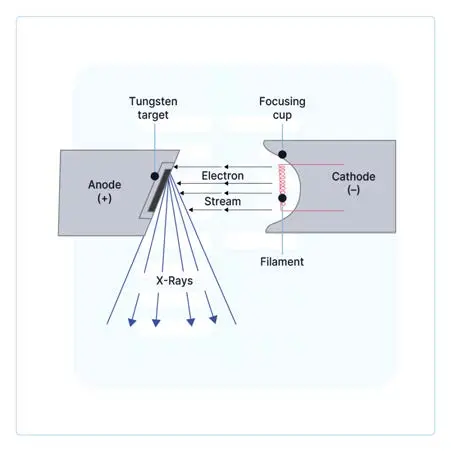 Tungsten
target
Focusing
cup
Electron
Anode
(+)
Cathode
(–)
Stream
Filament
X-Rays